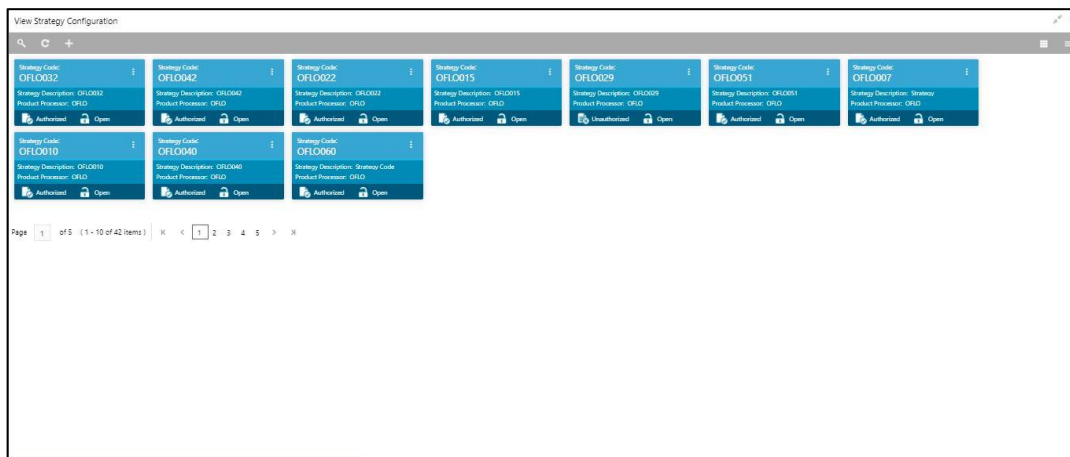 View Strategy Configuration
Strategy Code: Strategy Code: Strategy Code: Strategy Code: Strategy Code: Strategy Code: Strategy Code:
OFLO032 OFLO042 OFLO022 OFLO015 OFLO029 OFLO051 OFLO007
Strategy Description: OFLO032 Strategy Description: OFLO042 Strategy Description: OFLO022 Strategy Description: OFLO015 Strategy Description: OFLO029 Strategy Description: OFLO051 Strategy Description: Strategy
Product Processor: OFLO Product Processor: OFLO Product Processor: OFLO Product Processor: OFLO Product Processor: OFLO Product Processor: OFLO Product Processor: OFLO
Authorized Open Authorized Open Authorized Open Authorized Open Unauthorized Open Authorized Open Authorized Open
Strategy Code: Strategy Code: Strategy Code:
OFLO010 OFLO040 OFLO060
Strategy Description: OFLO010 Strategy Description: OFLO040 Strategy Description: Strategy Code
Product Processor: OFLO Product Processor: OFLO Product Processor: OFLO
Authorized Open Authorized Open Authorized Open
Page 1 of 5 (1 - 10 of 42 items) 1 2 3 4 5